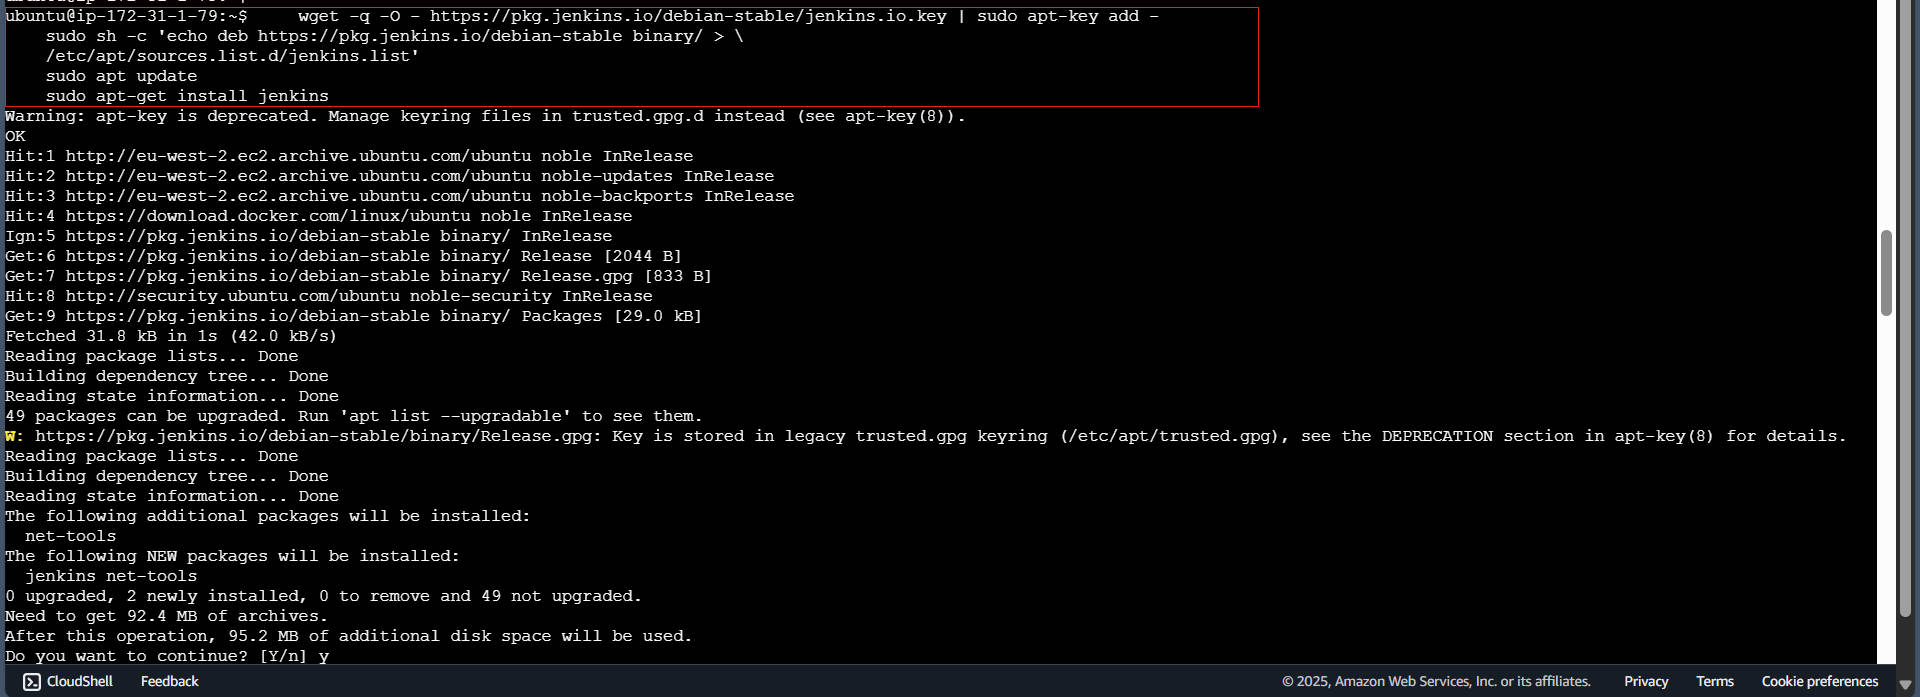 ubuntu@ip-172-31-1-79:~$     wget -q -O - https://pkg.jenkins.io/debian-stable/jenkins.io.key | sudo apt-key add -
    sudo sh -c 'echo deb https://pkg.jenkins.io/debian-stable binary/ > \
    /etc/apt/sources.list.d/jenkins.list'
    sudo apt update
    sudo apt-get install jenkins
Warning: apt-key is deprecated. Manage keyring files in trusted.gpg.d instead (see apt-key(8)).
OK
Hit:1 http://eu-west-2.ec2.archive.ubuntu.com/ubuntu noble InRelease
Hit:2 http://eu-west-2.ec2.archive.ubuntu.com/ubuntu noble-updates InRelease
Hit:3 http://eu-west-2.ec2.archive.ubuntu.com/ubuntu noble-backports InRelease
Hit:4 https://download.docker.com/linux/ubuntu noble InRelease
Ign:5 https://pkg.jenkins.io/debian-stable binary/ InRelease
Get:6 https://pkg.jenkins.io/debian-stable binary/ Release [2044 B]
Get:7 https://pkg.jenkins.io/debian-stable binary/ Release.gpg [833 B]
Hit:8 http://security.ubuntu.com/ubuntu noble-security InRelease
Get:9 https://pkg.jenkins.io/debian-stable binary/ Packages [29.0 kB]
Fetched 31.8 kB in 1s (42.0 kB/s)
Reading package lists... Done
Building dependency tree... Done
Reading state information... Done
49 packages can be upgraded. Run 'apt list --upgradable' to see them.
W: https://pkg.jenkins.io/debian-stable/binary/Release.gpg: Key is stored in legacy trusted.gpg keyring (/etc/apt/trusted.gpg), see the DEPRECATION section in apt-key(8) for details.
Reading package lists... Done
Building dependency tree... Done
Reading state information... Done
The following additional packages will be installed:
  net-tools
The following NEW packages will be installed:
  jenkins net-tools
0 upgraded, 2 newly installed, 0 to remove and 49 not upgraded.
Need to get 92.4 MB of archives.
After this operation, 95.2 MB of additional disk space will be used.
Do you want to continue? [Y/n] y
CloudShell Feedback © 2025, Amazon Web Services, Inc. or its affiliates. Privacy Terms Cookie preferences